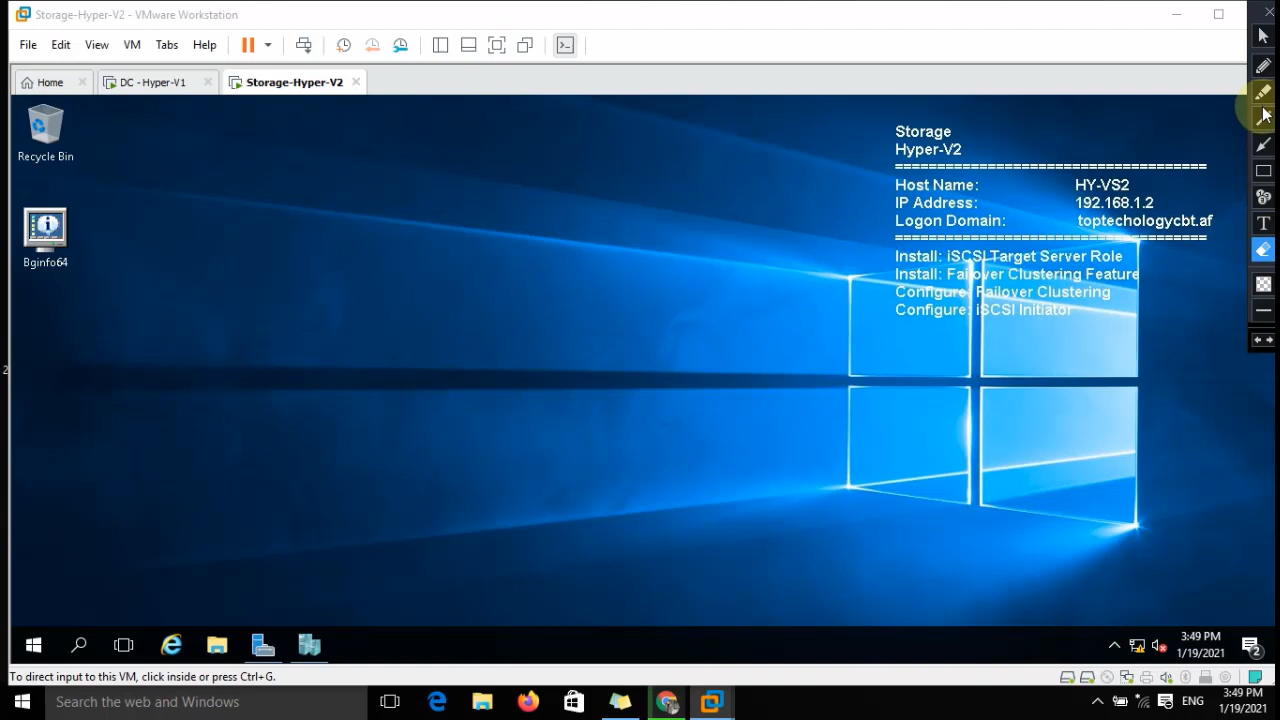 Storage-Hyper-V2 - VMware Workstation
File Edit View VM Tabs Help
Home DC - Hyper-V1 Storage-Hyper-V2
Recycle Bin
Bginfo64
Storage
Hyper-V2
=====================================
Host Name: HY-VS2
IP Address: 192.168.1.2
Logon Domain: toptechologycbt.af
=====================================
Install: iSCSI Target Server Role
Install: Failover Clustering Feature
Configure: Failover Clustering
Configure: iSCSI Initiator
2
T
3:49 PM
1/19/2021
2
To direct input to this VM, click inside or press Ctrl+G.
Search the web and Windows
ENG
3:49 PM
1/19/2021